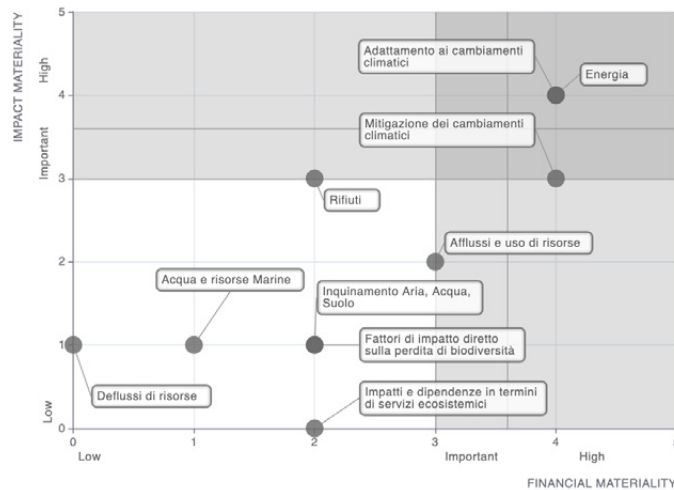 IMPACT MATERIALITY
High
Important
Low
5
4
3
2
1
0
Adattamento ai cambiamenti
climatici
Energia
Mitigazione dei cambiamenti
climatici
Rifiuti
Afflussi e uso di risorse
Acqua e risorse Marine
Inquinamento Aria, Acqua,
Suolo
Fattori di impatto diretto
sulla perdita di biodiversità
Deflussi di risorse
Impatti e dipendenze in termini
di servizi ecosistemici
0 1 2 3 4
Low Important High
FINANCIAL MATERIALITY